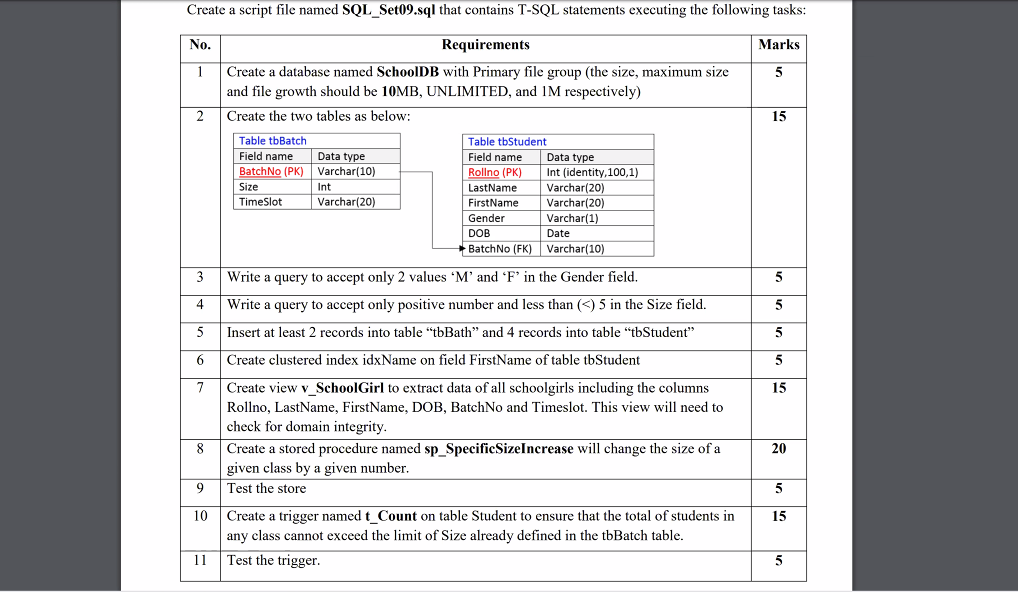 Create a script file named SQL_Set09.sql that contains T-SQL statements executing the following tasks:
No. Requirements Marks
1 Create a database named SchoolDB with Primary file group (the size, maximum size 5
and file growth should be 10MB, UNLIMITED, and 1M respectively)
2 Create the two tables as below: 15
Table tbBatch
Field name Data type
BatchNo (PK) Varchar(10)
Size Int
TimeSlot Varchar(20)
Table tbStudent
Field name Data type
Rollno (PK) Int (identity,100,1)
LastName Varchar(20)
FirstName Varchar(20)
Gender Varchar(1)
DOB Date
BatchNo (FK) Varchar(10)
3 Write a query to accept only 2 values ‘M’ and ‘F’ in the Gender field. 5
4 Write a query to accept only positive number and less than (<) 5 in the Size field. 5
5 Insert at least 2 records into table “tbBath” and 4 records into table “tbStudent” 5
6 Create clustered index idxName on field FirstName of table tbStudent 5
7 Create view v_SchoolGirl to extract data of all schoolgirls including the columns 15
Rollno, LastName, FirstName, DOB, BatchNo and Timeslot. This view will need to
check for domain integrity.
8 Create a stored procedure named sp_SpecificSizeIncrease will change the size of a 20
given class by a given number.
9 Test the store 5
10 Create a trigger named t_Count on table Student to ensure that the total of students in 15
any class cannot exceed the limit of Size already defined in the tbBatch table.
11 Test the trigger. 5